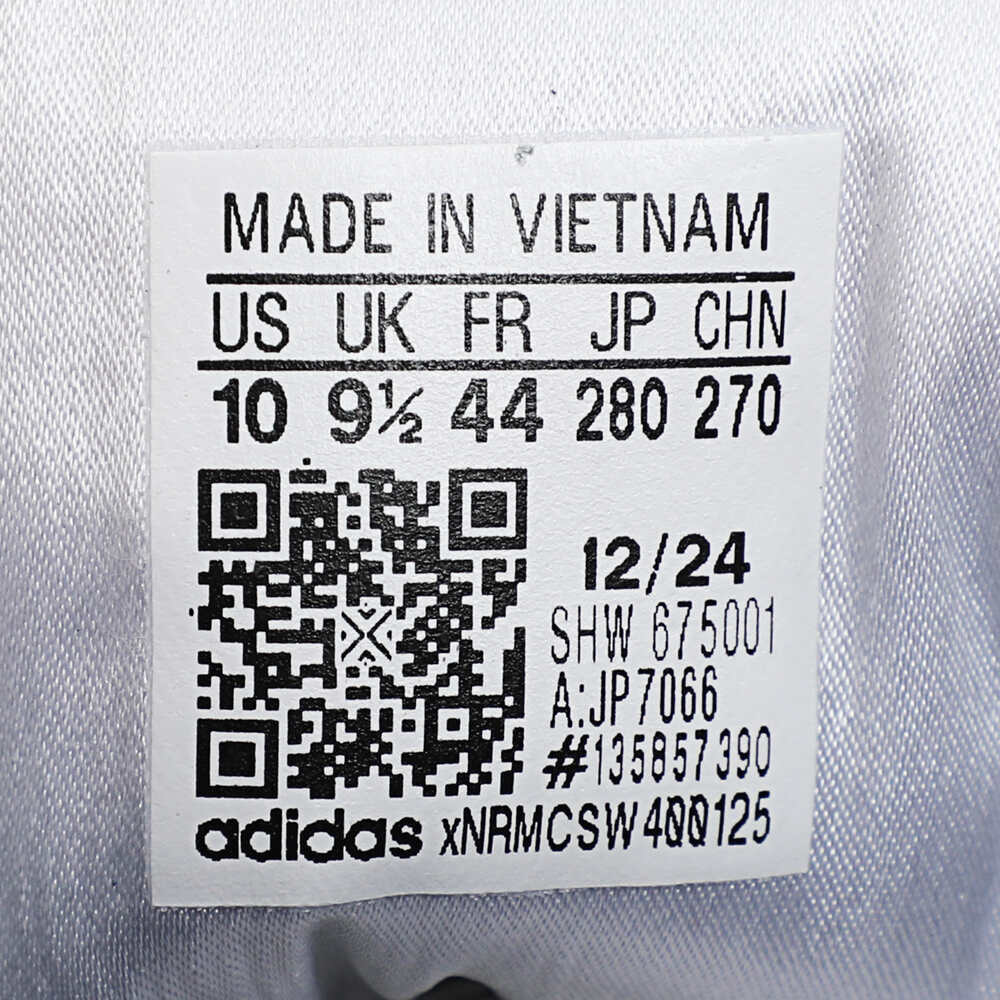 MADE IN VIETNAM
US UK FR JP CHN
10 9½ 44 280 270
12/24
SHW 675001
A:JP7066
#135857390
adidas xNRMCSW400125